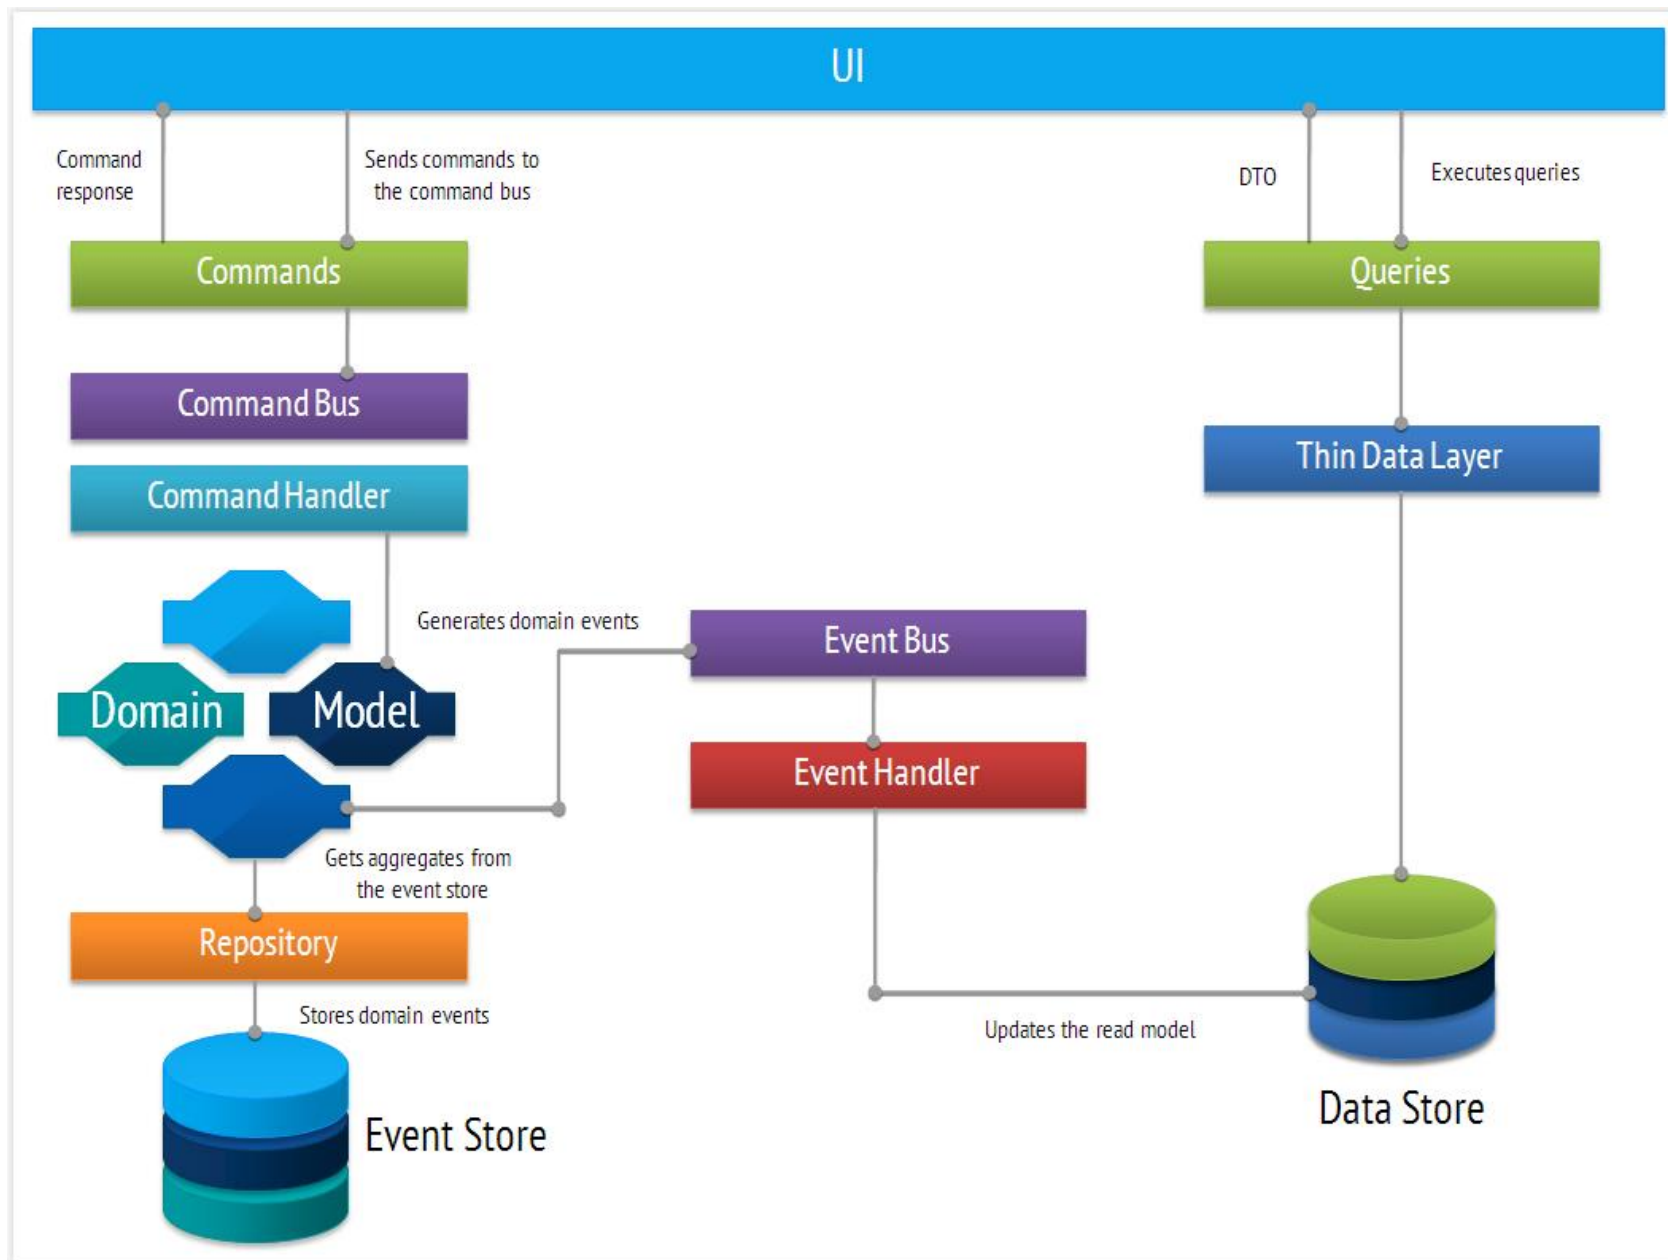 UI
Command
response
Sends commands to
the command bus
DTO
Executes queries
Commands
Queries
Command Bus
Thin Data Layer
Command Handler
Generates domain events
Event Bus
Domain
Model
Event Handler
Gets aggregates from
the event store
Repository
Stores domain events
Updates the read model
Data Store
Event Store